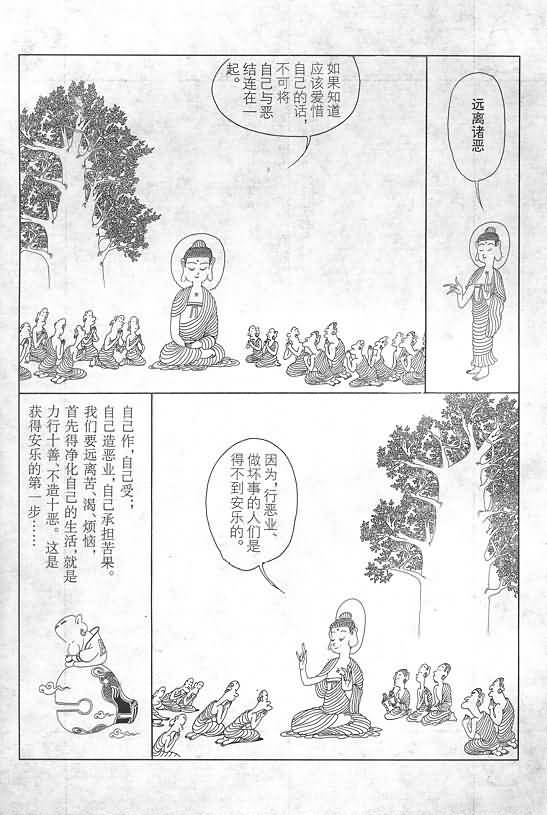 远离诸恶
如果知道
应该爱惜
自己的话，
不可将
自己与恶
结连在一
起。
因为，行恶业、
做坏事的人们是
得不到安乐的。
自己作，自己受；
自己造恶业，自己承担苦果。
我们要远离苦、渴、烦恼，
首先得净化自己的生活，就是
力行十善、不造十恶。这是
获得安乐的第一步……